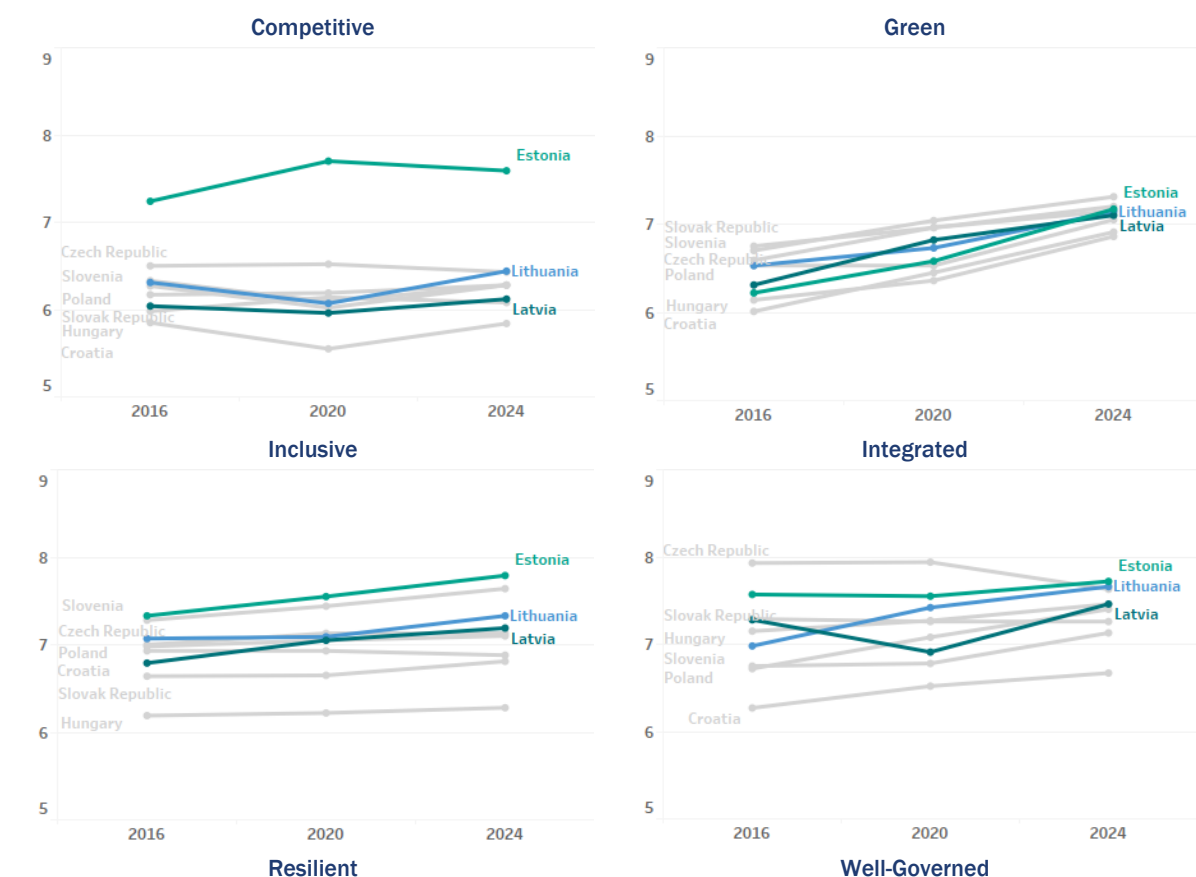 Competitive
9
8
7
6
5
Estonia
Czech Republic
Slovenia
Poland
Slovak Republic
Hungary
Croatia
Lithuania
Latvia
2016 2020 2024
Green
9
8
7
6
5
Slovak Republic
Slovenia
Czech Republic
Poland
Hungary
Croatia
Estonia
Lithuania
Latvia
2016 2020 2024
Inclusive
9
8
7
6
5
Estonia
Slovenia
Czech Republic
Poland
Croatia
Slovak Republic
Hungary
Lithuania
Latvia
2016 2020 2024
Integrated
9
8
7
6
5
Czech Republic
Slovak Republic
Hungary
Slovenia
Poland
Croatia
Estonia
Lithuania
Latvia
2016 2020 2024
Resilient
Well-Governed